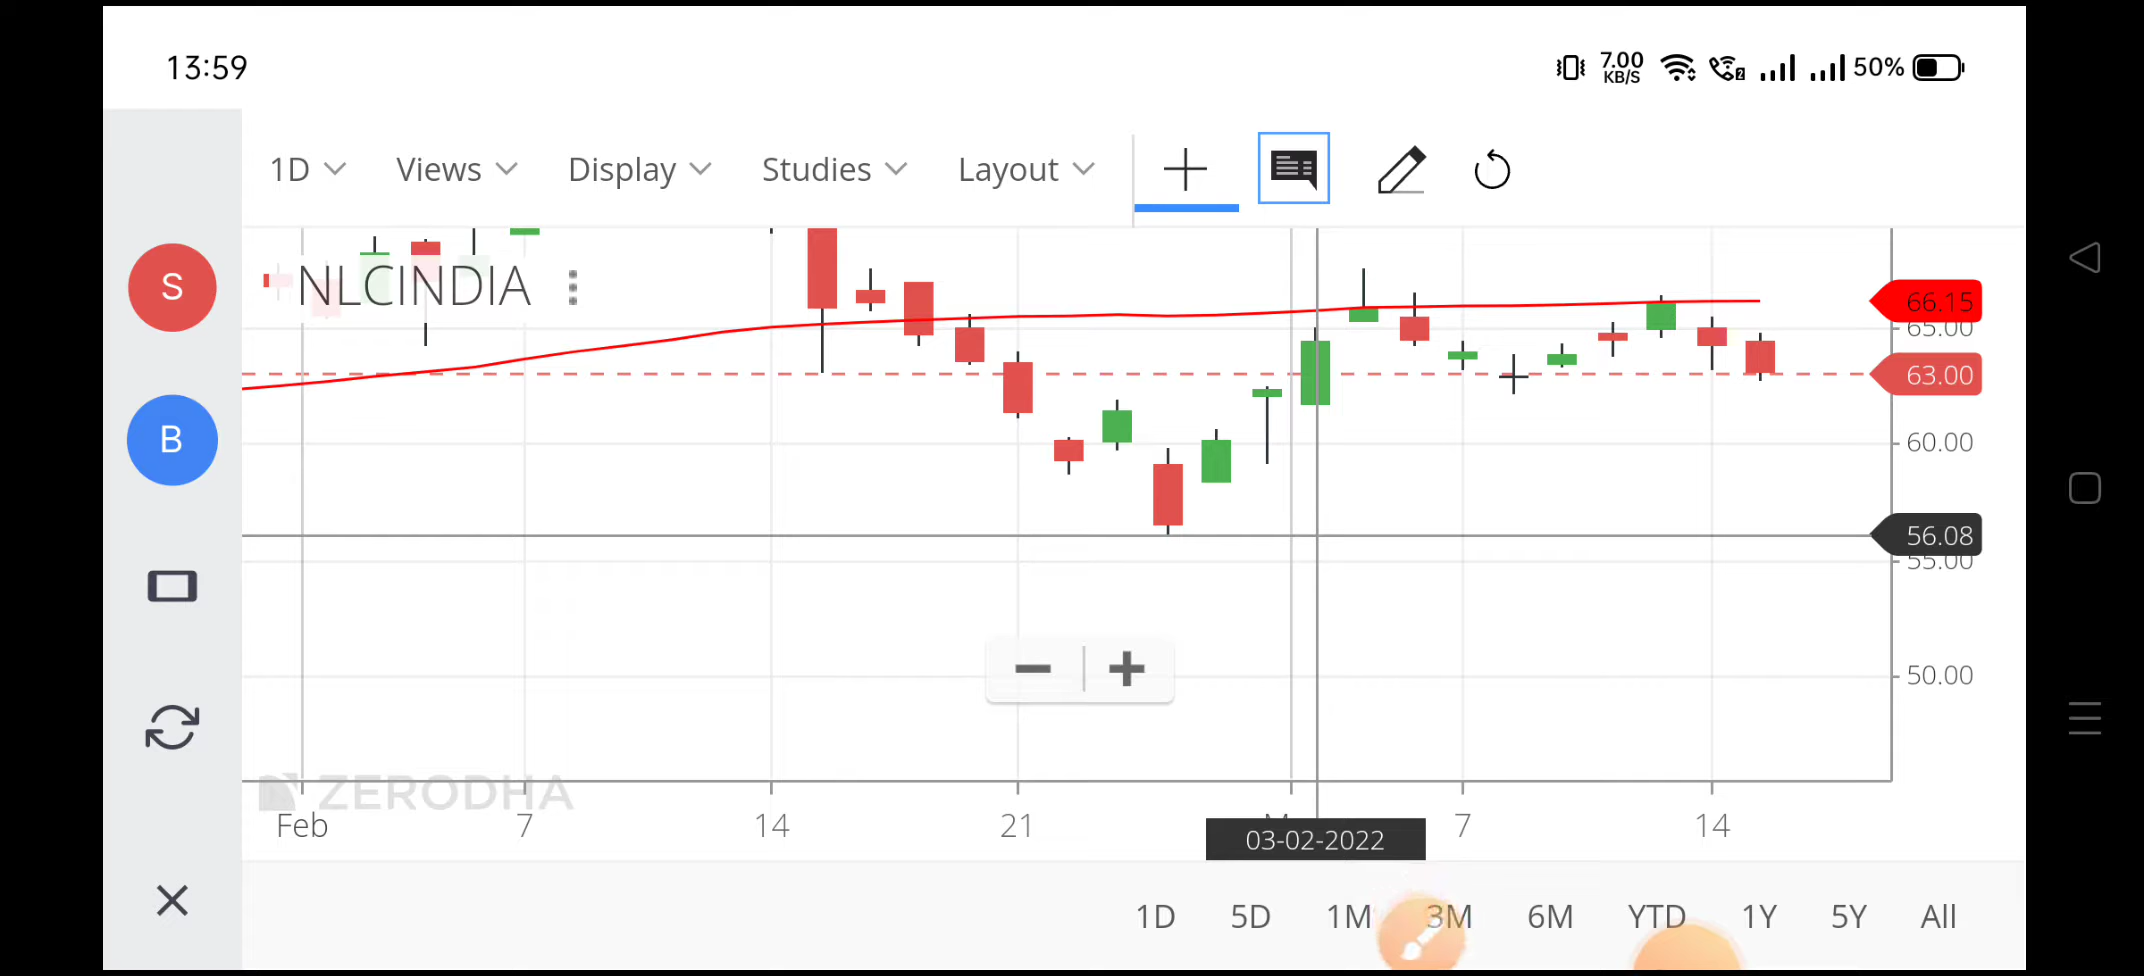 13:59
7.00 KB/S
2
50%
1D Views Display Studies Layout
S
NLCINDIA
66.15
65.00
63.00
B
60.00
56.08
55.00
50.00
ZERODHA
Feb 7 14 21 7 14
03-02-2022
1D 5D 1M 3M 6M YTD 1Y 5Y All